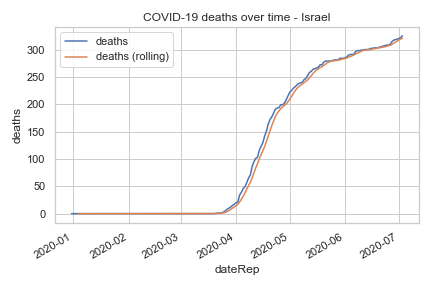 COVID-19 deaths over time - Israel
deaths
deaths (rolling)
deaths
300
250
200
150
100
50
0
2020-01
2020-02
2020-03
2020-04
2020-05
2020-06
2020-07
dateRep